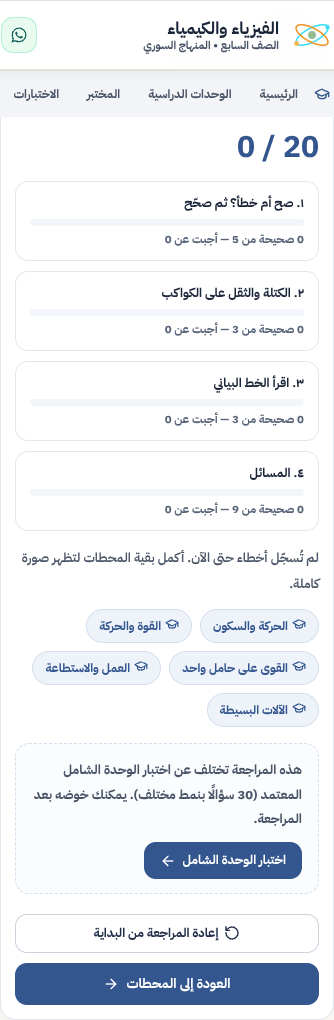 الفيزياء والكيمياء
الصف السابع • المنهاج السوري
الرئيسية
الوحدات الدراسية
المختبر
الاختبارات
0 / 20
١. صح أم خطأ؟ ثم صحّح
0 صحيحة من 5 — أجبت عن 0
٢. الكتلة والثقل على الكواكب
0 صحيحة من 3 — أجبت عن 0
٣. اقرأ الخط البياني
0 صحيحة من 3 — أجبت عن 0
٤. المسائل
0 صحيحة من 9 — أجبت عن 0
لم تُسجّل أخطاء حتى الآن. أكمل بقية المحطات لتظهر صورة
كاملة.
الحركة والسكون
القوة والحركة
القوى على حامل واحد
العمل والاستطاعة
الآلات البسيطة
هذه المراجعة تختلف عن اختبار الوحدة الشامل
المعتمد (30 سؤالًا بنمط مختلف). يمكنك خوضه بعد
المراجعة.
اختبار الوحدة الشامل
إعادة المراجعة من البداية
العودة إلى المحطات